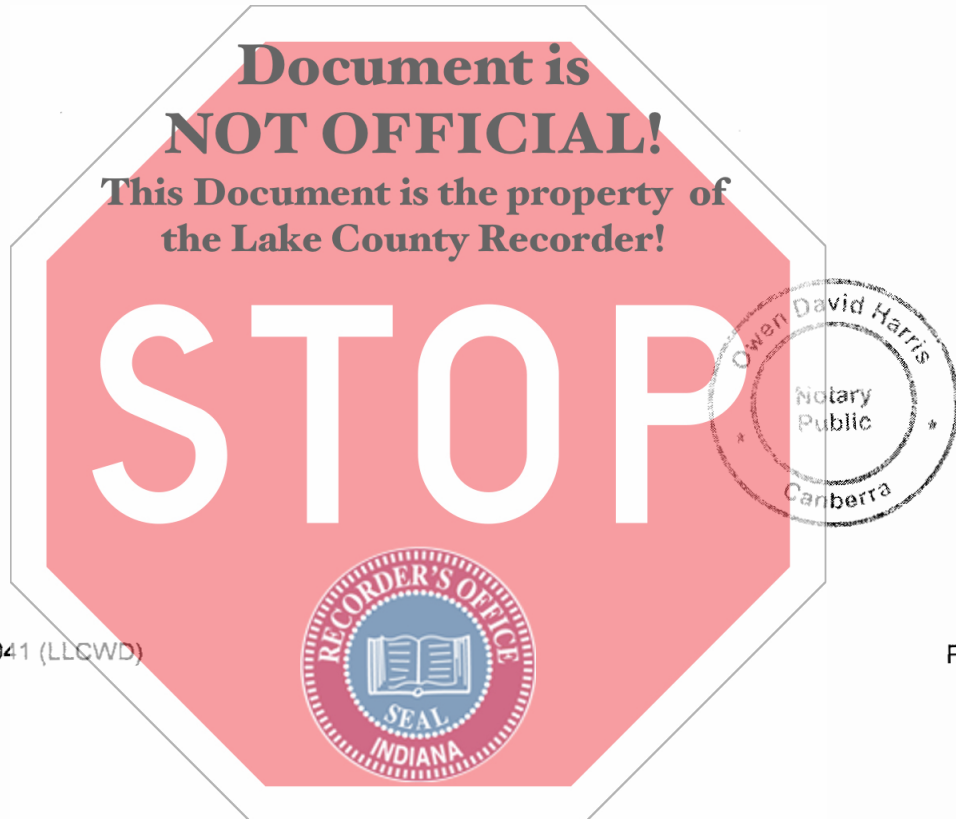 Document is
NOT OFFICIAL!
This Document is the property of
the Lake County Recorder!
STOP
Owen David Harris
Notary
Public
Canberra
RECORDER'S OFFICE
SEAL
INDIANA
41 (LLCWD)